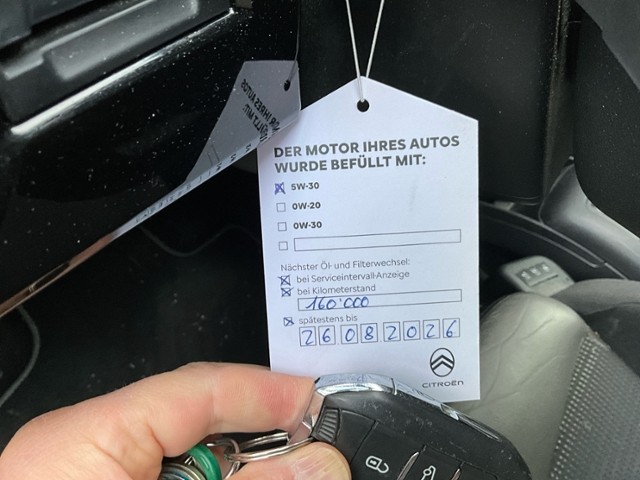 DER MOTOR IHRES AUTOS
WURDE BEFÜLLT MIT:
5W-30
0W-20
0W-30
Nächster Öl- und Filterwechsel:
bei Serviceintervall-Anzeige
bei Kilometerstand
160'000
spätestens bis
26082026
CITROËN